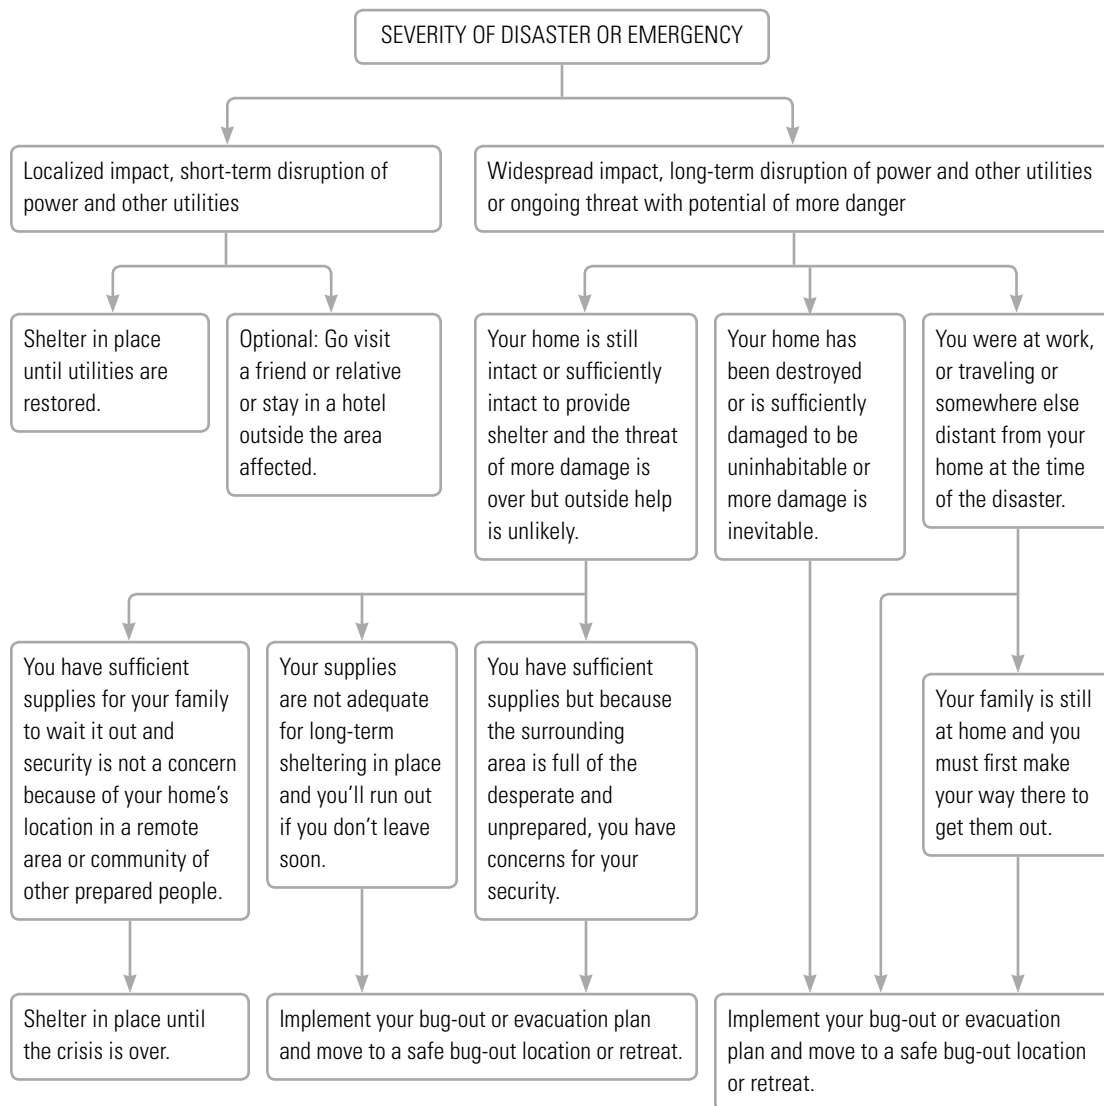 SEVERITY OF DISASTER OR EMERGENCY
Localized impact, short-term disruption of
power and other utilities
Widespread impact, long-term disruption of power and other utilities
or ongoing threat with potential of more danger
Shelter in place
until utilities are
restored.
Optional: Go visit
a friend or relative
or stay in a hotel
outside the area
affected.
Your home is still
intact or sufficiently
intact to provide
shelter and the threat
of more damage is
over but outside help
is unlikely.
Your home has
been destroyed
or is sufficiently
damaged to be
uninhabitable or
more damage is
inevitable.
You were at work,
or traveling or
somewhere else
distant from your
home at the time
of the disaster.
You have sufficient
supplies for your family
to wait it out and
security is not a concern
because of your home's
location in a remote
area or community of
other prepared people.
Your supplies
are not adequate
for long-term
sheltering in place
and you'll run out
if you don't leave
soon.
You have sufficient
supplies but because
the surrounding
area is full of the
desperate and
unprepared, you have
concerns for your
security.
Your family is still
at home and you
must first make
your way there to
get them out.
Shelter in place until
the crisis is over.
Implement your bug-out or evacuation plan
and move to a safe bug-out location or retreat.
Implement your bug-out or evacuation
plan and move to a safe bug-out location
or retreat.